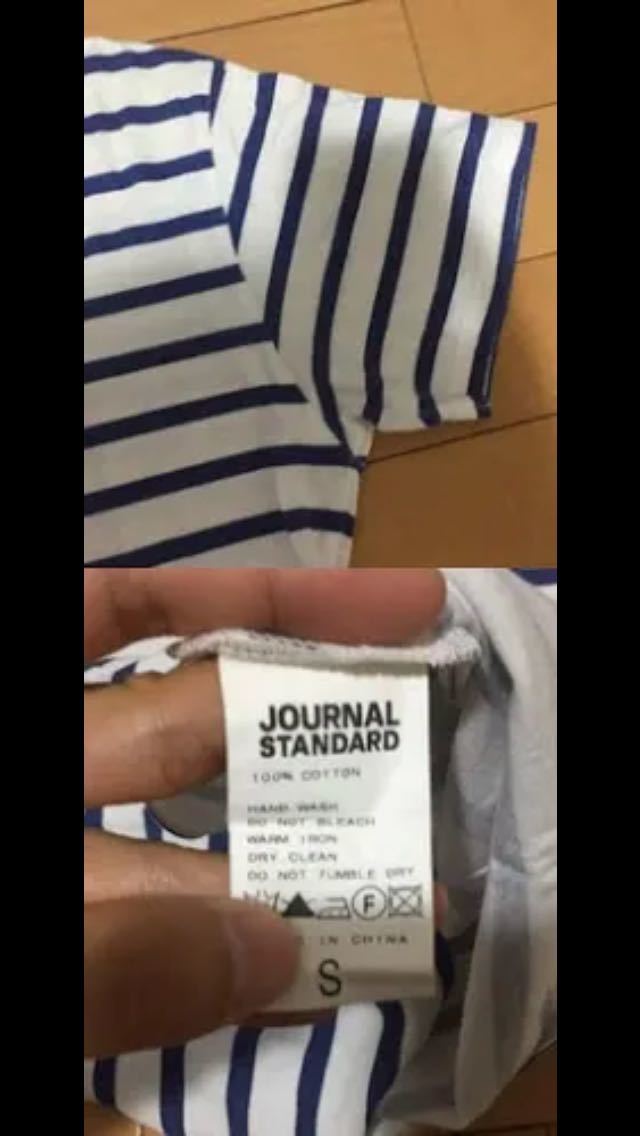 JOURNAL
STANDARD
100% COTTON
HAND WASH
DO NOT BLEACH
WARM IRON
DRY CLEAN
DO NOT TUMBLE DRY
F
IN CHINA
S